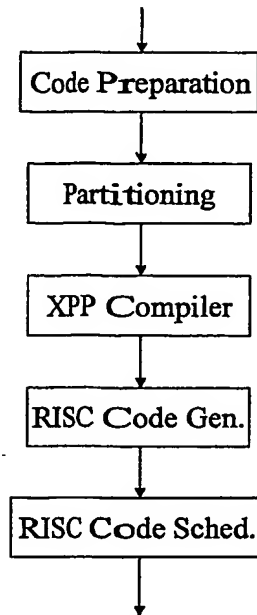 Code Preparation
Partitioning
XPP Compiler
RISC Code Gen.
RISC Code Sched.